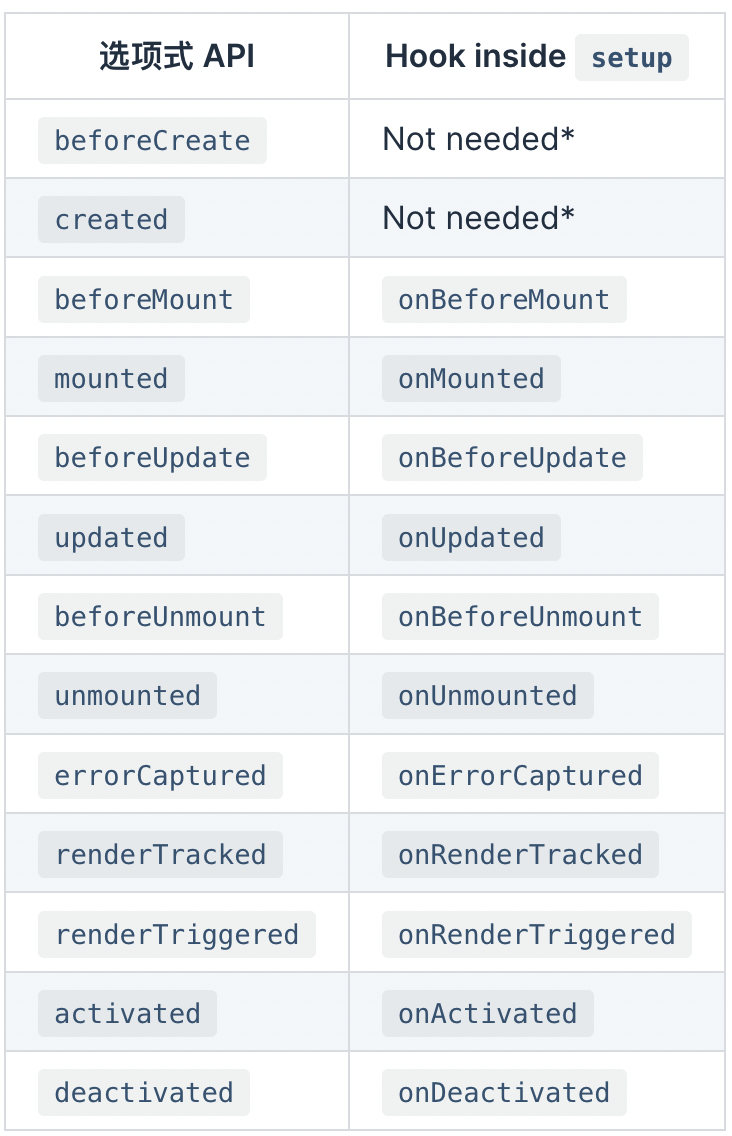 选项式 API Hook inside setup
beforeCreate Not needed*
created Not needed*
beforeMount onBeforeMount
mounted onMounted
beforeUpdate onBeforeUpdate
updated onUpdated
beforeUnmount onBeforeUnmount
unmounted onUnmounted
errorCaptured onErrorCaptured
renderTracked onRenderTracked
renderTriggered onRenderTriggered
activated onActivated
deactivated onDeactivated